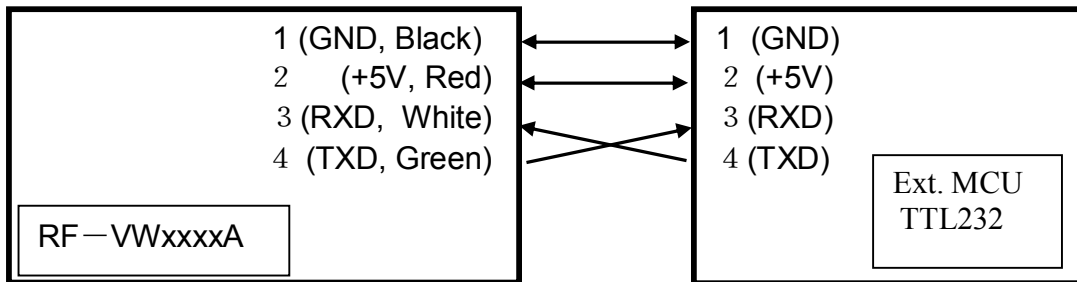 1 (GND, Black)
2 (+5V, Red)
3 (RXD, White)
4 (TXD, Green)
RF－VWxxxxA
1 (GND)
2 (+5V)
3 (RXD)
4 (TXD)
Ext. MCU
TTL232